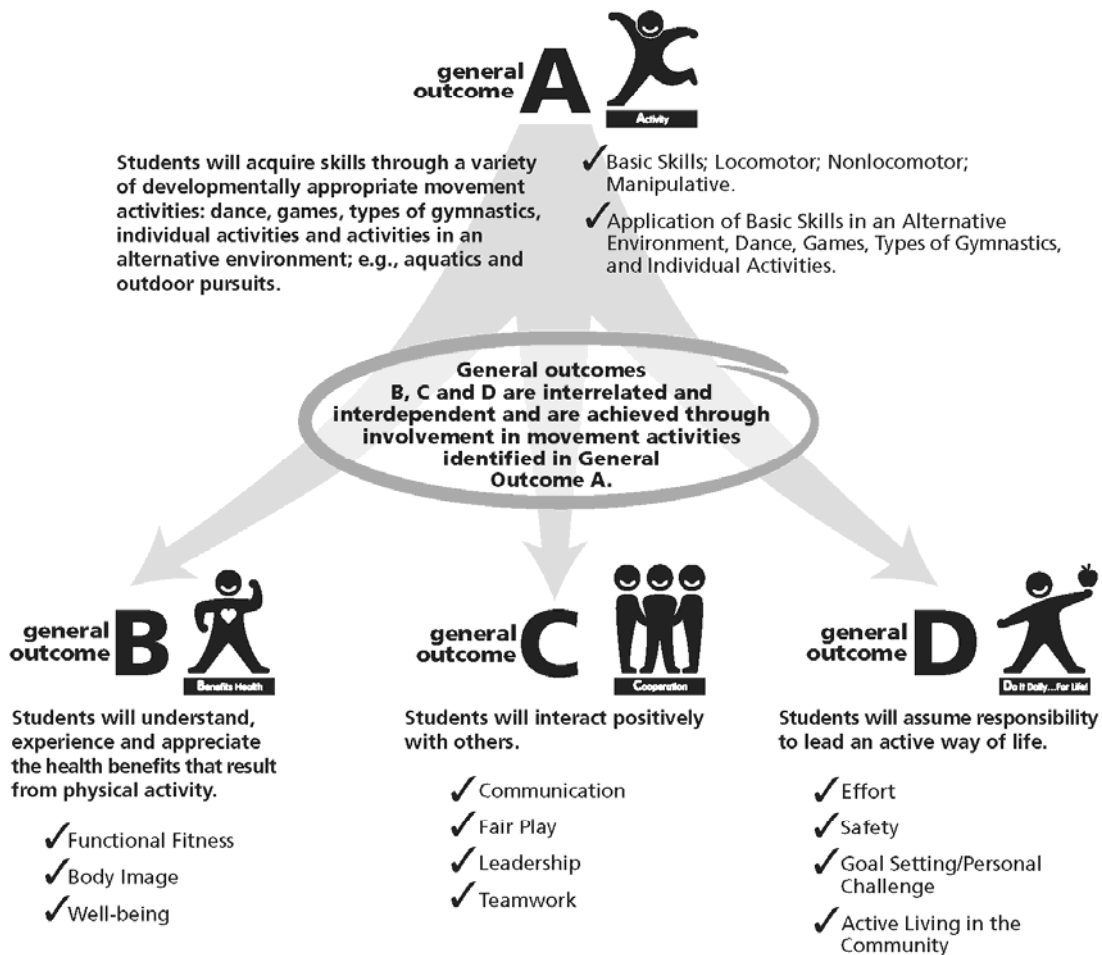 general
outcome A
Activity
Students will acquire skills through a variety
of developmentally appropriate movement
activities: dance, games, types of gymnastics,
individual activities and activities in an
alternative environment; e.g., aquatics and
outdoor pursuits.
✓Basic Skills; Locomotor; Nonlocomotor;
Manipulative.
✓Application of Basic Skills in an Alternative
Environment, Dance, Games, Types of Gymnastics,
and Individual Activities.
General outcomes
B, C and D are interrelated and
interdependent and are achieved through
involvement in movement activities
identified in General
Outcome A.
general
outcome B
Benefits Health
Students will understand,
experience and appreciate
the health benefits that result
from physical activity.
✓Functional Fitness
✓Body Image
✓Well-being
general
outcome C
Cooperation
Students will interact positively
with others.
✓Communication
✓Fair Play
✓Leadership
✓Teamwork
general
outcome D
Do It Daily...For Life!
Students will assume responsibility
to lead an active way of life.
✓Effort
✓Safety
✓Goal Setting/Personal
Challenge
✓Active Living in the
Community